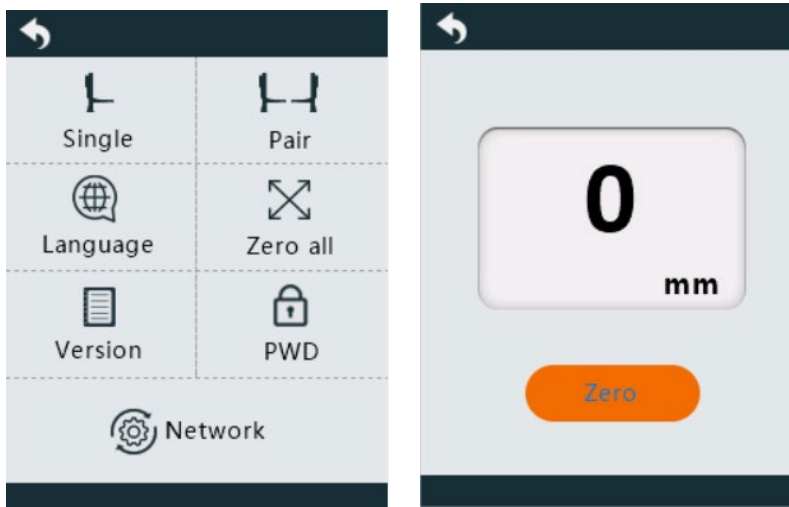 Single
Pair
Language
Zero all
Version
PWD
Network
0
mm
Zero